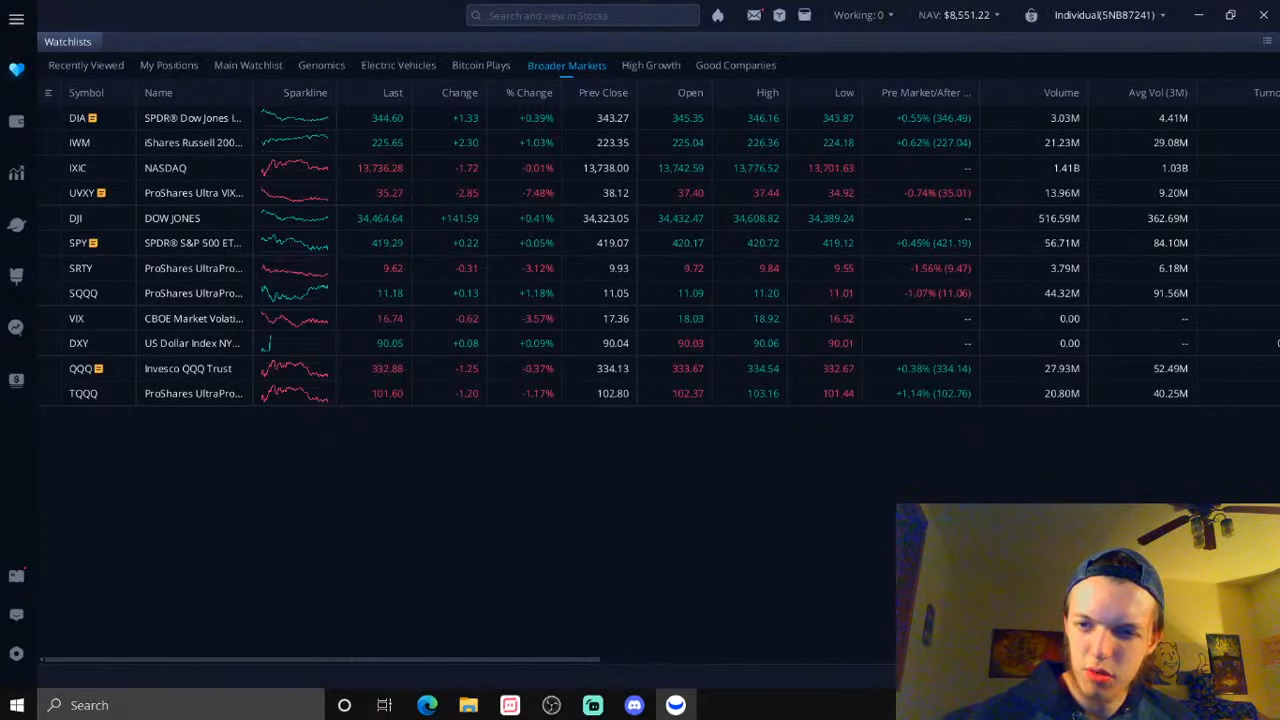 Search and view in Stocks
Working: 0
NAV: $8,551.22
Individual(5NB87241)
Watchlists
Recently Viewed My Positions Main Watchlist Genomics Electric Vehicles Bitcoin Plays Broader Markets High Growth Good Companies
Symbol Name Sparkline Last Change % Change Prev Close Open High Low Pre Market/After ... Volume Avg Vol (3M) Turno
DIA SPDR® Dow Jones I... 344.60 +1.33 +0.39% 343.27 345.35 346.16 343.87 +0.55% (346.49) 3.03M 4.41M
IWM iShares Russell 200... 225.65 +2.30 +1.03% 223.35 225.04 226.36 224.18 +0.62% (227.04) 21.23M 29.08M
IXIC NASDAQ 13,736.28 -1.72 -0.01% 13,738.00 13,742.59 13,776.52 13,701.63 -- 1.41B 1.03B
UVXY ProShares Ultra VIX... 35.27 -2.85 -7.48% 38.12 37.40 37.44 34.92 -0.74% (35.01) 13.96M 9.20M
DJI DOW JONES 34,464.64 +141.59 +0.41% 34,323.05 34,432.47 34,608.82 34,389.24 -- 516.59M 362.69M
SPY SPDR® S&P 500 ET... 419.29 +0.22 +0.05% 419.07 420.17 420.72 419.12 +0.45% (421.19) 56.71M 84.10M
SRTY ProShares UltraPro... 9.62 -0.31 -3.12% 9.93 9.72 9.84 9.55 -1.56% (9.47) 3.79M 6.18M
SQQQ ProShares UltraPro... 11.18 +0.13 +1.18% 11.05 11.09 11.20 11.01 -1.07% (11.06) 44.32M 91.56M
VIX CBOE Market Volati... 16.74 -0.62 -3.57% 17.36 18.03 18.92 16.52 -- 0.00 --
DXY US Dollar Index NY... 90.05 +0.08 +0.09% 90.04 90.03 90.06 90.01 -- 0.00 --
QQQ Invesco QQQ Trust 332.88 -1.25 -0.37% 334.13 333.67 334.54 332.67 +0.38% (334.14) 27.93M 52.49M
TQQQ ProShares UltraPro... 101.60 -1.20 -1.17% 102.80 102.37 103.16 101.44 +1.14% (102.76) 20.80M 40.25M
Search